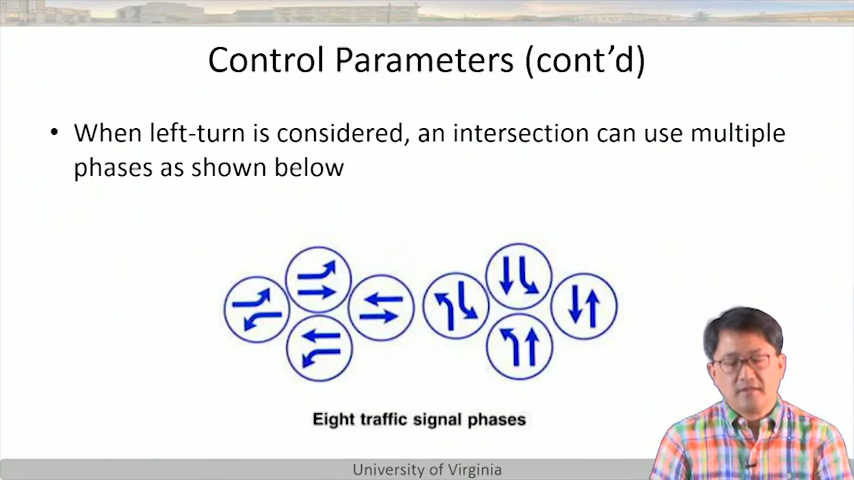 Control Parameters (cont’d)
• When left-turn is considered, an intersection can use multiple
phases as shown below
Eight traffic signal phases
University of Virginia